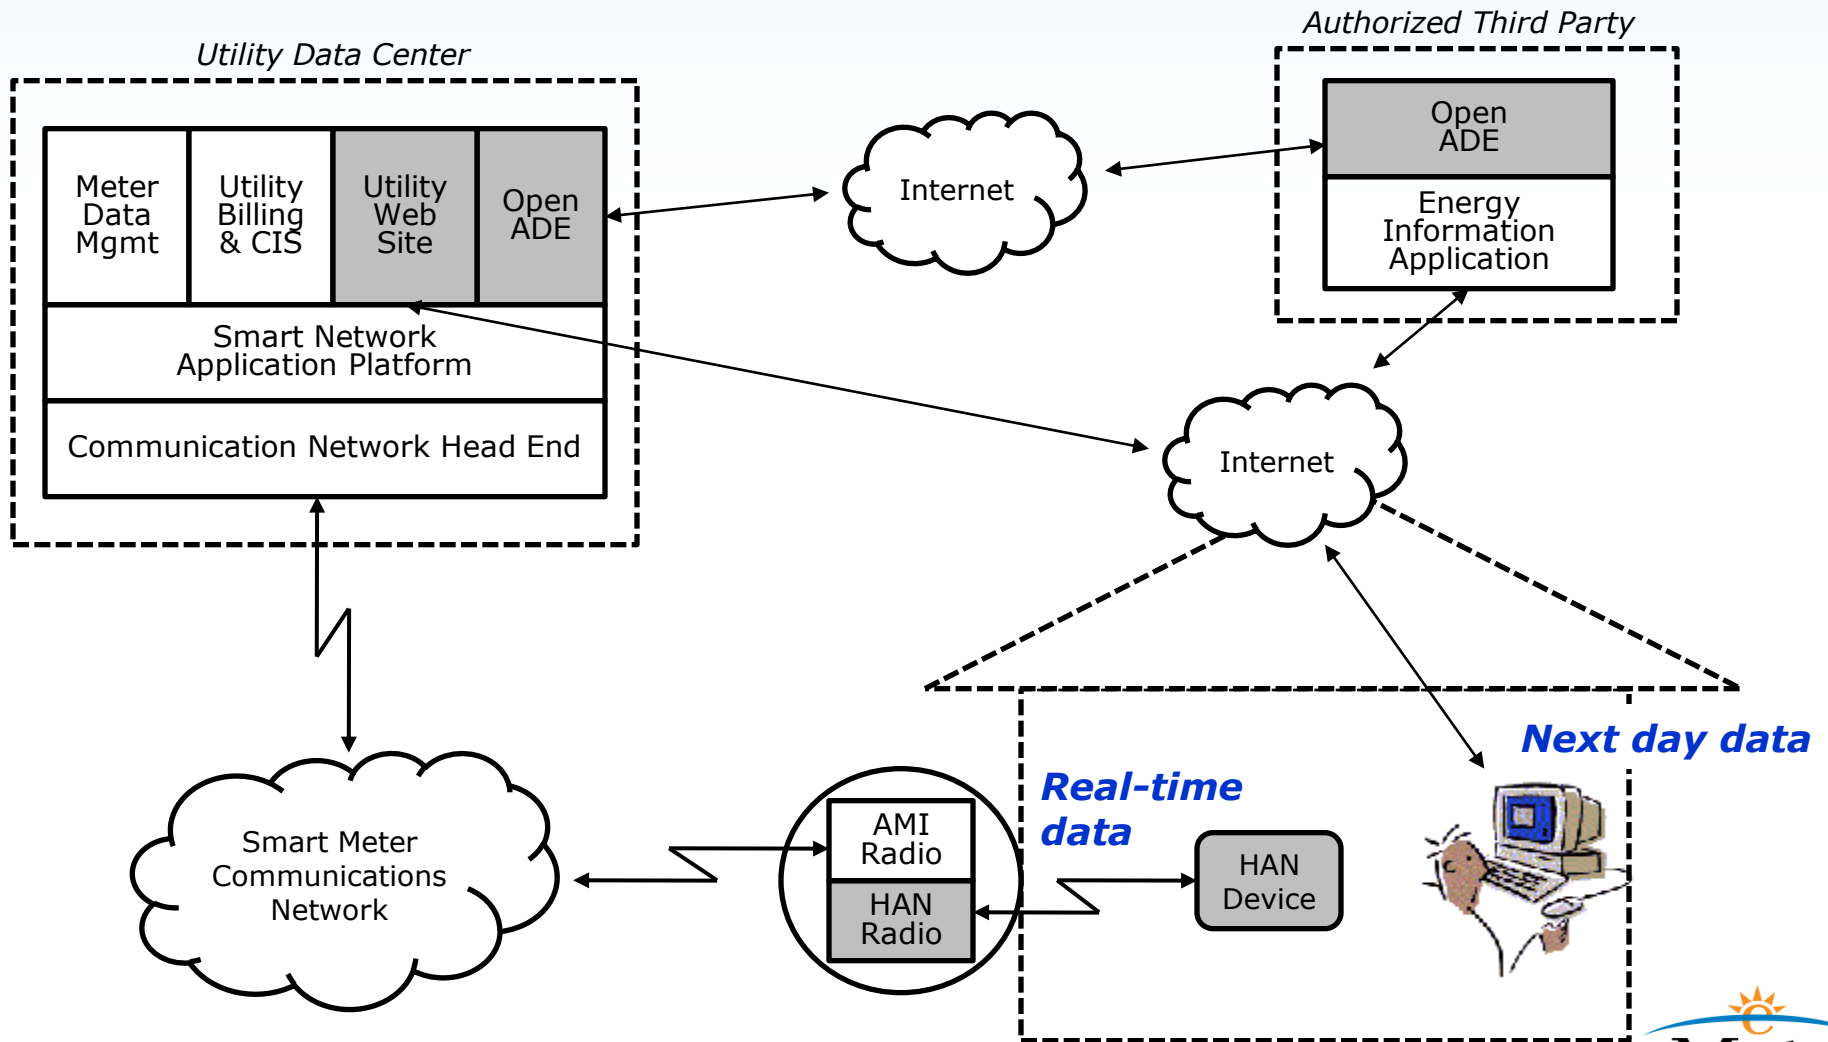 Authorized Third Party
Utility Data Center
Meter
Data
Mgmt
Utility
Billing
& CIS
Utility
Web
Site
Open
ADE
Smart Network
Application Platform
Communication Network Head End
Internet
Open
ADE
Energy
Information
Application
Internet
Next day data
Real-time
data
Smart Meter
Communications
Network
AMI
Radio
HAN
Radio
HAN
Device